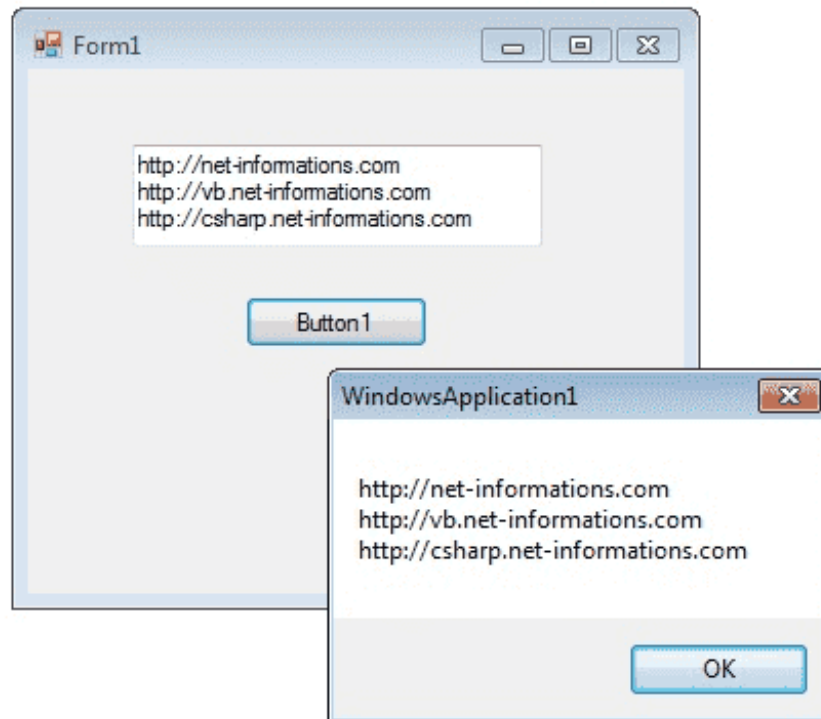 Form1
http://net-informations.com
http://vb.net-informations.com
http://csharp.net-informations.com
Button1
WindowsApplication1
http://net-informations.com
http://vb.net-informations.com
http://csharp.net-informations.com
OK